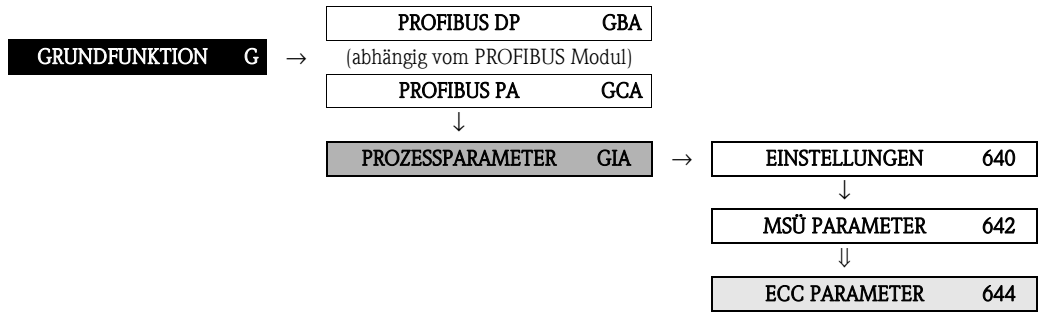 PROFIBUS DP GBA
GRUNDFUNKTION G → (abhängig vom PROFIBUS Modul)
PROFIBUS PA GCA
↓
PROZESSPARAMETER GIA → EINSTELLUNGEN 640
↓
MSÜ PARAMETER 642
⇓
ECC PARAMETER 644